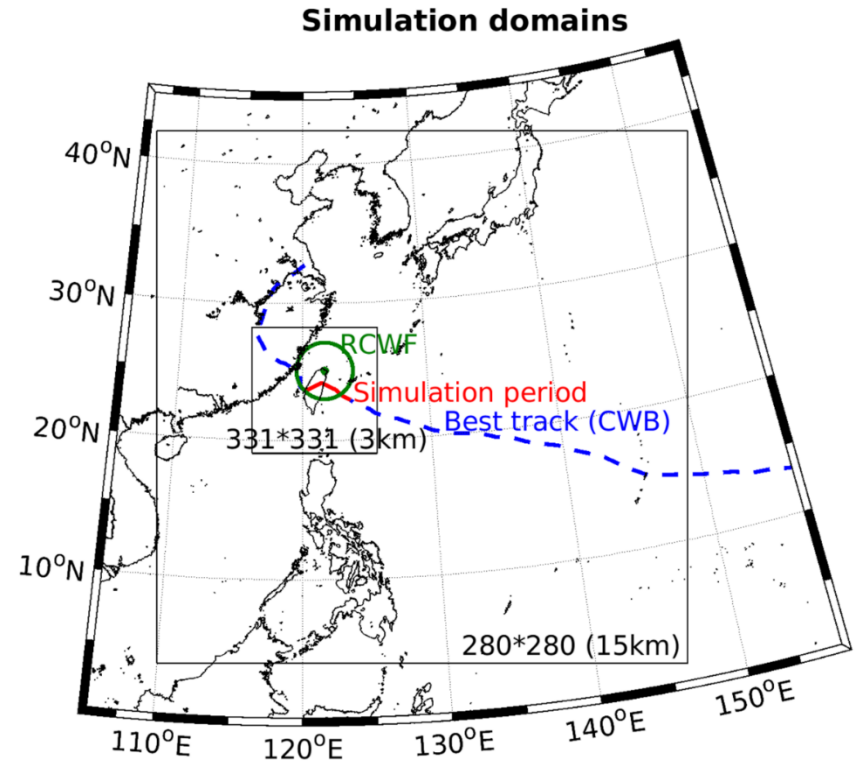 Simulation domains
40°N
30°N
RCWF
Simulation period
Best track (CWB)
20°N
331*331 (3km)
10°N
280*280 (15km)
110°E
120°E
130°E
140°E
150°E